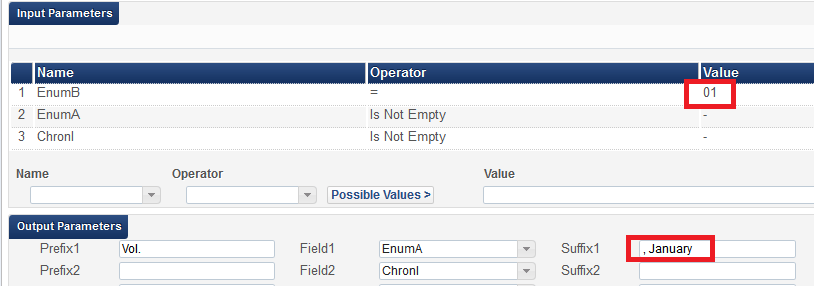 Input Parameters
Name Operator Value
1 EnumB = 01
2 EnumA Is Not Empty -
3 ChronI Is Not Empty -
Name Operator Value
Possible Values >
Output Parameters
Prefix1 Vol. Field1 EnumA Suffix1 , January
Prefix2 Field2 ChronI Suffix2